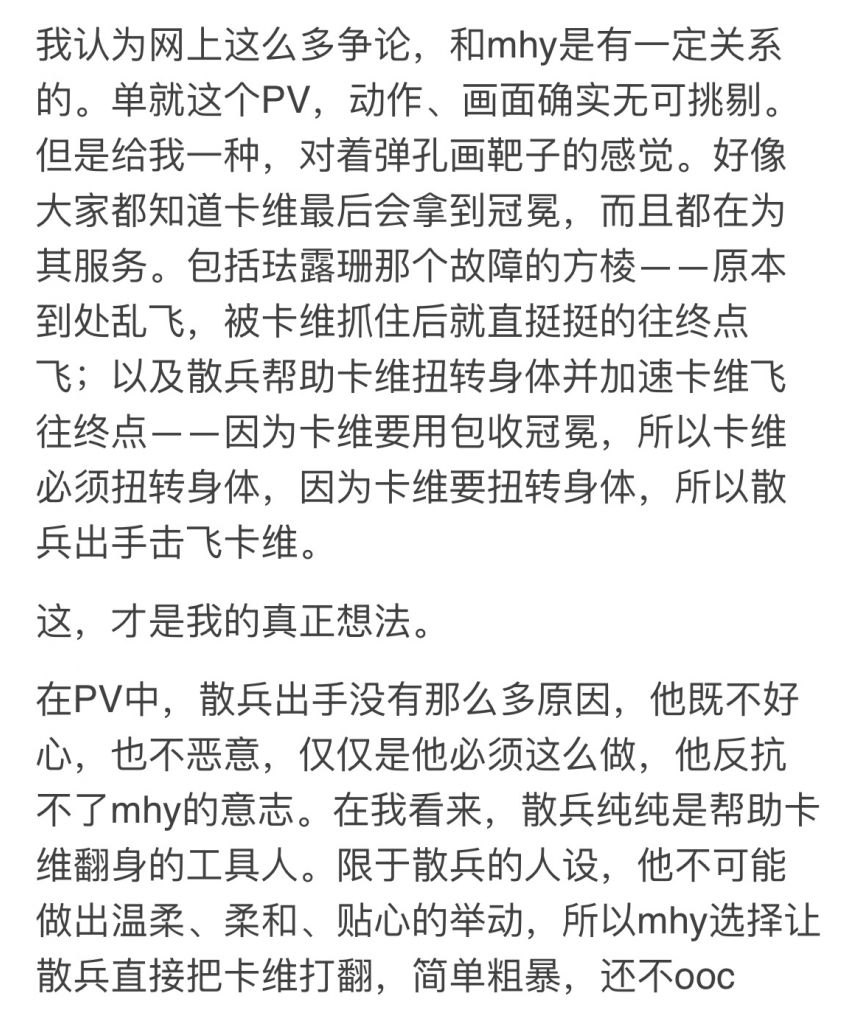 我认为网上这么多争论，和mhy是有一定关系
的。单就这个PV，动作、画面确实无可挑剔。
但是给我一种，对着弹孔画靶子的感觉。好像
大家都知道卡维最后会拿到冠冕，而且都在为
其服务。包括珐露珊那个故障的方棱——原本
到处乱飞，被卡维抓住后就直挺挺的往终点
飞；以及散兵帮助卡维扭转身体并加速卡维飞
往终点——因为卡维要用包收冠冕，所以卡维
必须扭转身体，因为卡维要扭转身体，所以散
兵出手击飞卡维。
这，才是我的真正想法。
在PV中，散兵出手没有那么多原因，他既不好
心，也不恶意，仅仅是他必须这么做，他反抗
不了mhy的意志。在我看来，散兵纯纯是帮助卡
维翻身的工具人。限于散兵的人设，他不可能
做出温柔、柔和、贴心的举动，所以mhy选择让
散兵直接把卡维打翻，简单粗暴，还不ooc